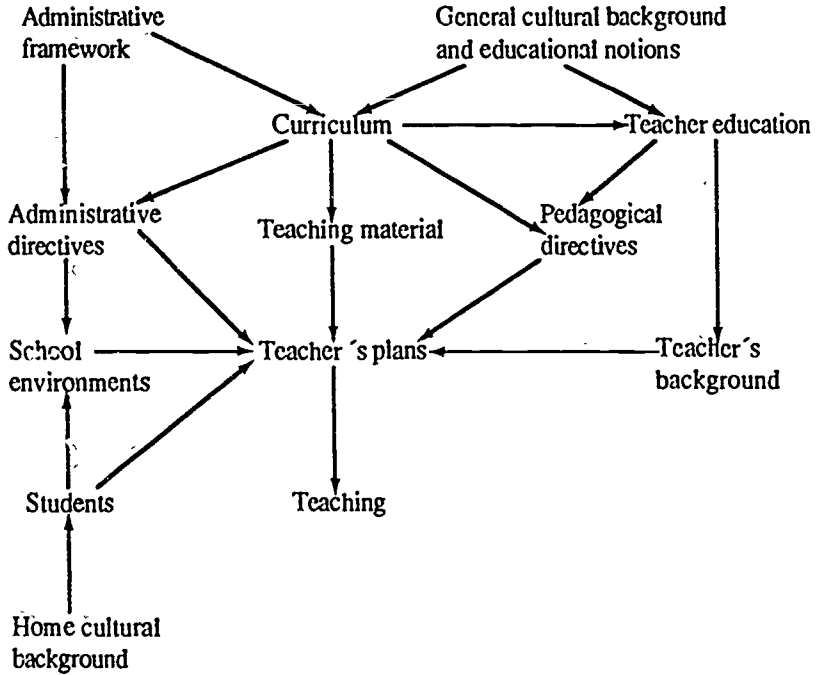 Administrative
framework
General cultural background
and educational notions
Curriculum
Teacher education
Administrative
directives
Teaching material
Pedagogical
directives
School
environments
Teacher´s plans
Teacher´s
background
Students
Teaching
Home cultural
background